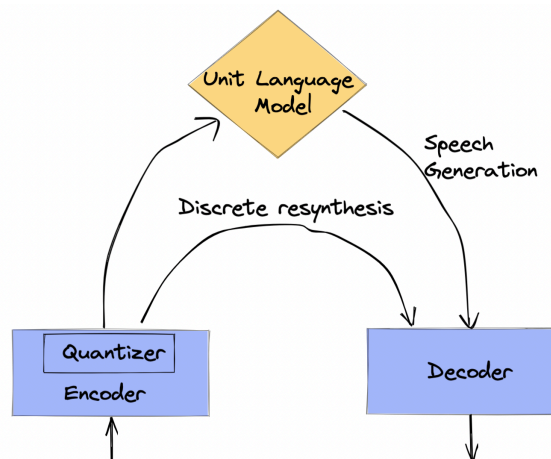 Unit Language
Model
Speech
Generation
Discrete resynthesis
Quantizer
Encoder
Decoder